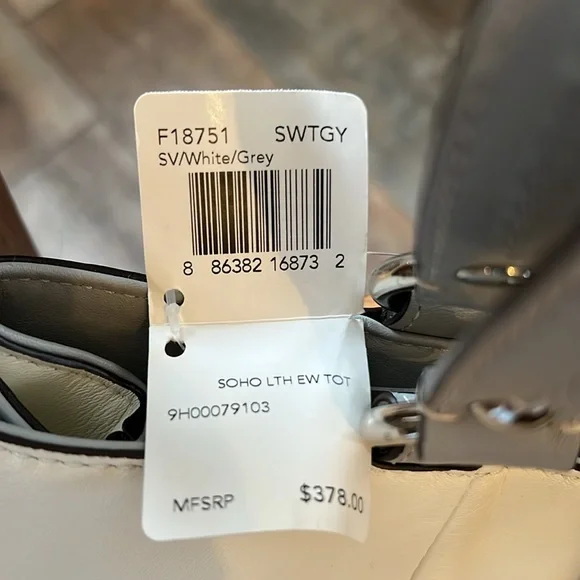 F18751 SWTGY
SV/White/Grey
8 86382 16873 2
SOHO LTH EW TOT
9H00079103
MFSRP $378.00